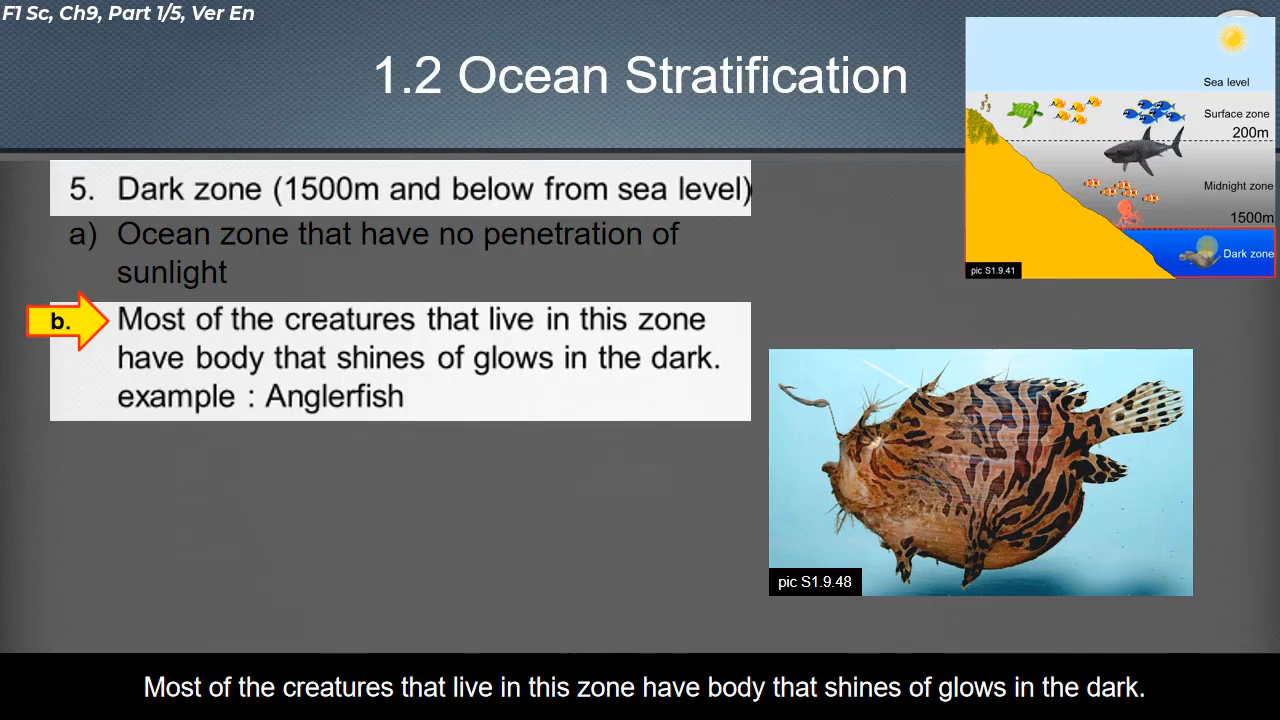 F1 Sc, Ch9, Part 1/5, Ver En
1.2 Ocean Stratification
Sea level
Surface zone
200m
Midnight zone
1500m
Dark zone
pic S1.9.41
5. Dark zone (1500m and below from sea level)
a) Ocean zone that have no penetration of
sunlight
b. Most of the creatures that live in this zone
have body that shines of glows in the dark.
example : Anglerfish
pic S1.9.48
Most of the creatures that live in this zone have body that shines of glows in the dark.